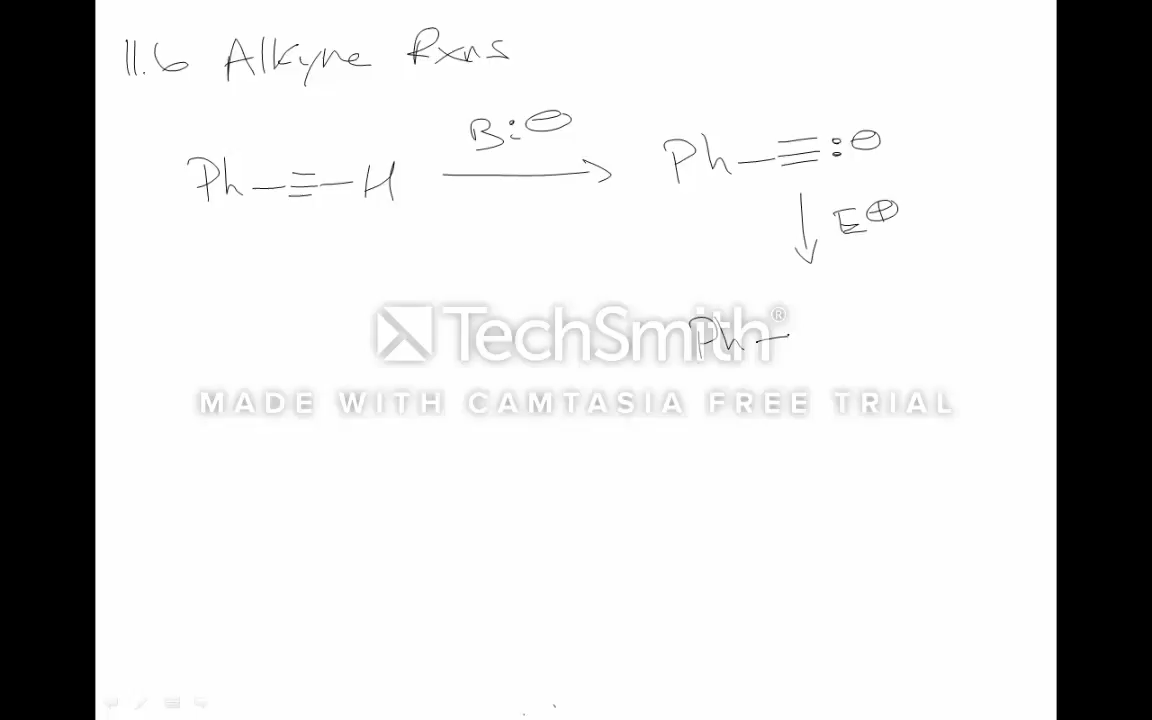 11.6 Alkyne Rxns
B:⊖
Ph-≡-H Ph-≡:⊖
E⊕
Ph-
TechSmith®
MADE WITH CAMTASIA FREE TRIAL